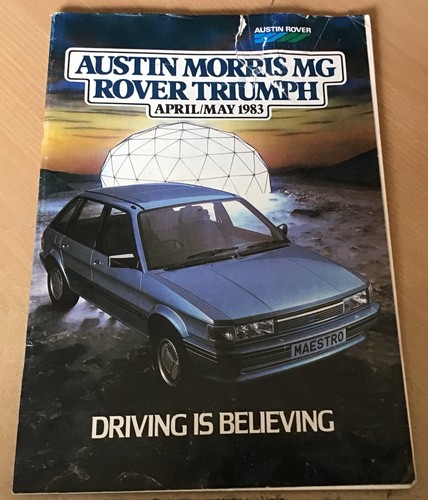 AUSTIN ROVER
AUSTIN MORRIS MG
ROVER TRIUMPH
APRIL/MAY 1983
MAESTRO
DRIVING IS BELIEVING